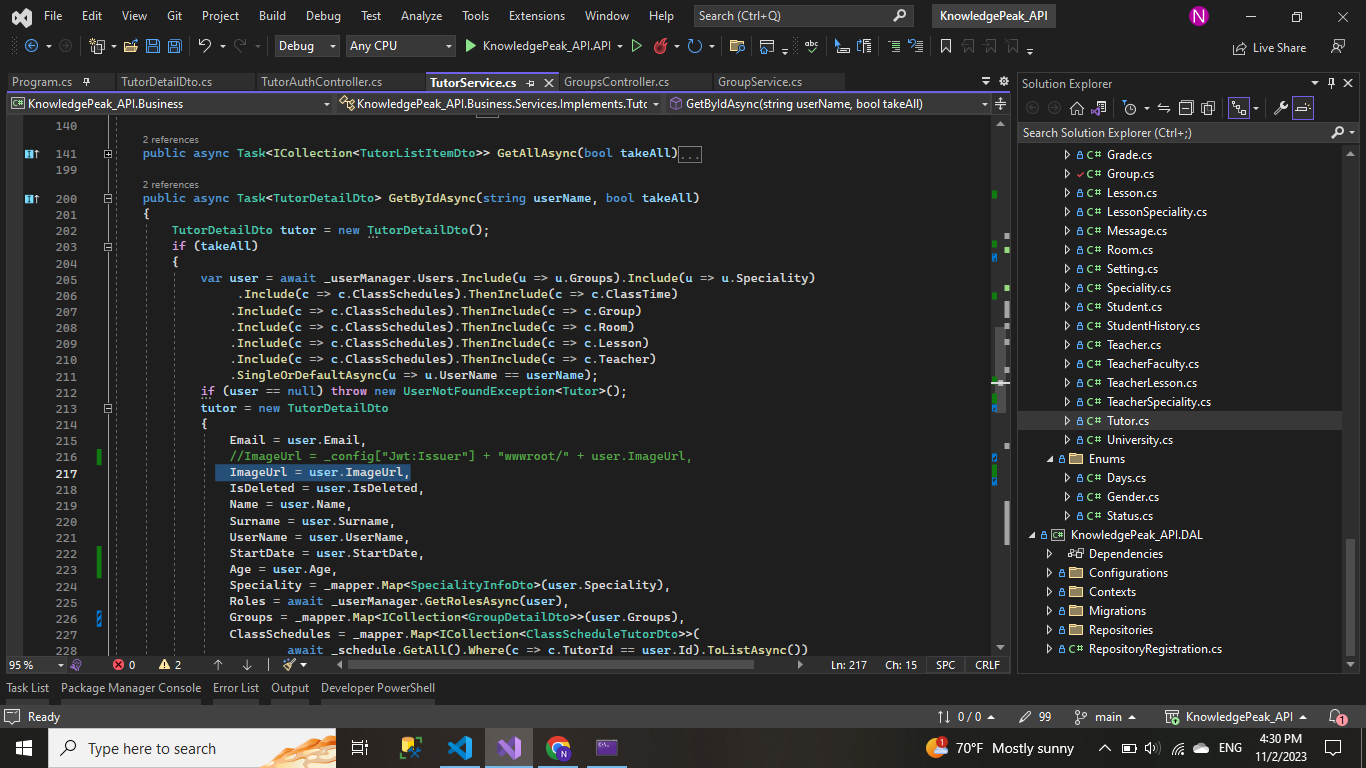 File Edit View Git Project Build Debug Test Analyze Tools Extensions Window Help Search (Ctrl+Q) KnowledgePeak_API N
Debug Any CPU KnowledgePeak_API.API Live Share
Program.cs TutorDetailDto.cs TutorAuthController.cs TutorService.cs GroupsController.cs GroupService.cs
KnowledgePeak_API.Business KnowledgePeak_API.Business.Services.Implements.Tuto GetByIdAsync(string userName, bool takeAll)
140
2 references
141 public async Task<ICollection<TutorListItemDto>> GetAllAsync(bool takeAll)...
199
2 references
200 public async Task<TutorDetailDto> GetByIdAsync(string userName, bool takeAll)
201 {
202 TutorDetailDto tutor = new TutorDetailDto();
203 if (takeAll)
204 {
205 var user = await _userManager.Users.Include(u => u.Groups).Include(u => u.Speciality)
206 .Include(c => c.ClassSchedules).ThenInclude(c => c.ClassTime)
207 .Include(c => c.ClassSchedules).ThenInclude(c => c.Group)
208 .Include(c => c.ClassSchedules).ThenInclude(c => c.Room)
209 .Include(c => c.ClassSchedules).ThenInclude(c => c.Lesson)
210 .Include(c => c.ClassSchedules).ThenInclude(c => c.Teacher)
211 .SingleOrDefaultAsync(u => u.UserName == userName);
212 if (user == null) throw new UserNotFoundException<Tutor>();
213 tutor = new TutorDetailDto
214 {
215 Email = user.Email,
216 //ImageUrl = _config["Jwt:Issuer"] + "wwwroot/" + user.ImageUrl,
217 ImageUrl = user.ImageUrl,
218 IsDeleted = user.IsDeleted,
219 Name = user.Name,
220 Surname = user.Surname,
221 UserName = user.UserName,
222 StartDate = user.StartDate,
223 Age = user.Age,
224 Speciality = _mapper.Map<SpecialityInfoDto>(user.Speciality),
225 Roles = await _userManager.GetRolesAsync(user),
226 Groups = _mapper.Map<ICollection<GroupDetailDto>>(user.Groups),
227 ClassSchedules = _mapper.Map<ICollection<ClassScheduleTutorDto>>(
228 await _schedule.GetAll().Where(c => c.TutorId == user.Id).ToListAsync())
95 % 0 2 Ln: 217 Ch: 15 SPC CRLF
Solution Explorer
Search Solution Explorer (Ctrl+;)
C# Grade.cs
C# Group.cs
C# Lesson.cs
C# LessonSpeciality.cs
C# Message.cs
C# Room.cs
C# Setting.cs
C# Speciality.cs
C# Student.cs
C# StudentHistory.cs
C# Teacher.cs
C# TeacherFaculty.cs
C# TeacherLesson.cs
C# TeacherSpeciality.cs
C# Tutor.cs
C# University.cs
Enums
C# Days.cs
C# Gender.cs
C# Status.cs
C# KnowledgePeak_API.DAL
Dependencies
Configurations
Contexts
Migrations
Repositories
C# RepositoryRegistration.cs
Task List Package Manager Console Error List Output Developer PowerShell
Ready 0 / 0 99 main KnowledgePeak_API 1
Type here to search 1 70°F Mostly sunny ENG 4:30 PM
11/2/2023